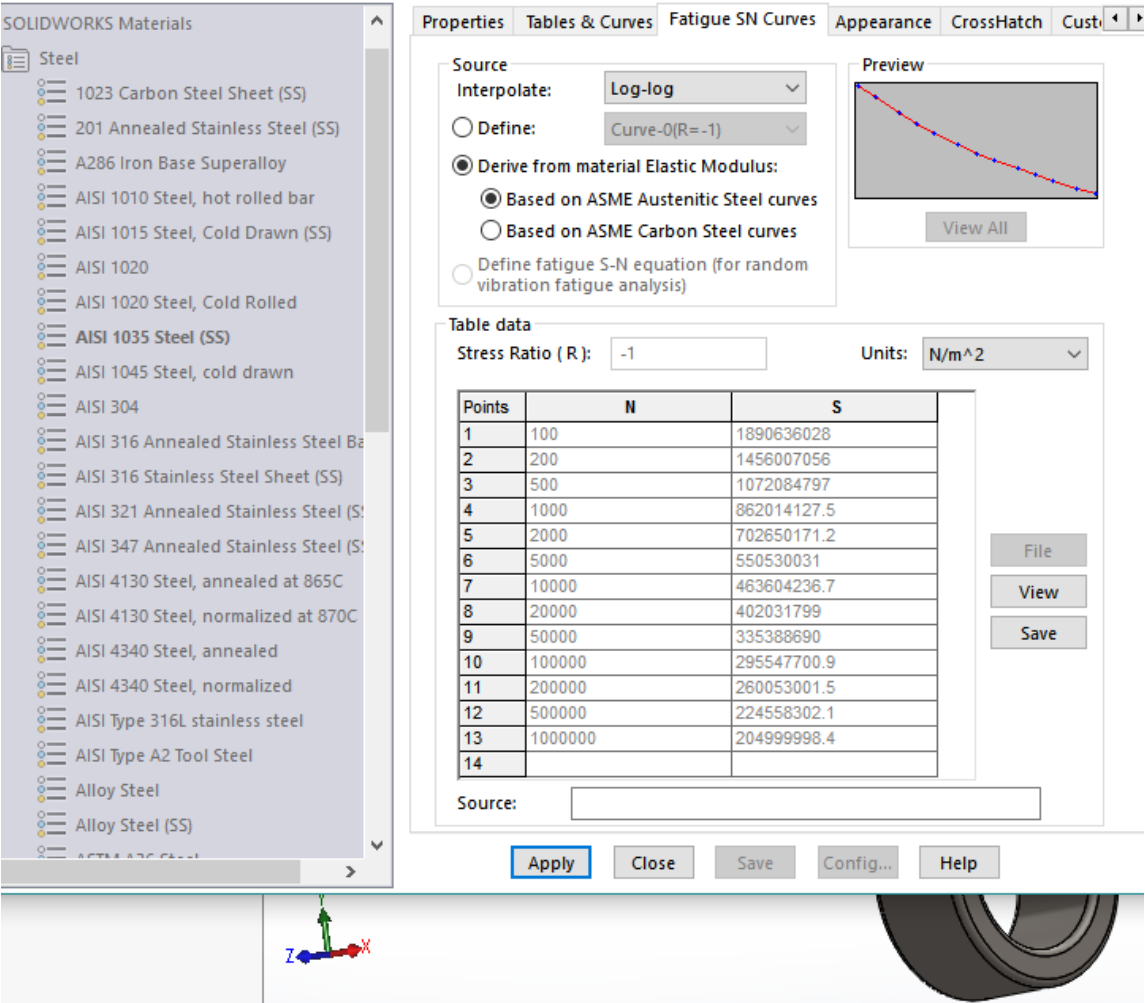 SOLIDWORKS Materials
Steel
1023 Carbon Steel Sheet (SS)
201 Annealed Stainless Steel (SS)
A286 Iron Base Superalloy
AISI 1010 Steel, hot rolled bar
AISI 1015 Steel, Cold Drawn (SS)
AISI 1020
AISI 1020 Steel, Cold Rolled
AISI 1035 Steel (SS)
AISI 1045 Steel, cold drawn
AISI 304
AISI 316 Annealed Stainless Steel Ba
AISI 316 Stainless Steel Sheet (SS)
AISI 321 Annealed Stainless Steel (S
AISI 347 Annealed Stainless Steel (S
AISI 4130 Steel, annealed at 865C
AISI 4130 Steel, normalized at 870C
AISI 4340 Steel, annealed
AISI 4340 Steel, normalized
AISI Type 316L stainless steel
AISI Type A2 Tool Steel
Alloy Steel
Alloy Steel (SS)
ASTM A36 Steel
Properties Tables & Curves Fatigue SN Curves Appearance CrossHatch Cust
Source
Interpolate: Log-log
Define: Curve-0(R=-1)
Derive from material Elastic Modulus:
Based on ASME Austenitic Steel curves
Based on ASME Carbon Steel curves
Define fatigue S-N equation (for random
vibration fatigue analysis)
Preview
View All
Table data
Stress Ratio ( R ): -1 Units: N/m^2
Points N S
1 100 1890636028
2 200 1456007056
3 500 1072084797
4 1000 862014127.5
5 2000 702650171.2
6 5000 550530031
7 10000 463604236.7
8 20000 402031799
9 50000 335388690
10 100000 295547700.9
11 200000 260053001.5
12 500000 224558302.1
13 1000000 204999998.4
14
File
View
Save
Source:
Apply Close Save Config... Help
Y
Z X